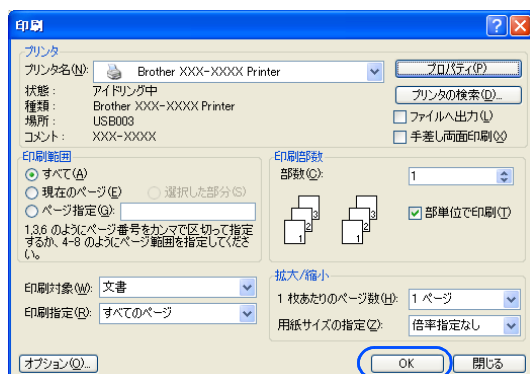 印刷
プリンタ
プリンタ名(N): Brother XXX-XXXX Printer プロパティ(P)
状態: アイドリング中 プリンタの検索(D)...
種類: Brother XXX-XXXX Printer
場所: USB003 ファイルへ出力(L)
コメント: XXX-XXXX 手差し両面印刷(X)
印刷範囲
すべて(A)
現在のページ(E) 選択した部分(S)
ページ指定(G):
1,3,6 のようにページ番号をカンマで区切って指定
するか、4-8 のようにページ範囲を指定してくださ
い。
印刷部数
部数(C): 1
部単位で印刷(T)
1 2 3 1 2 3
印刷対象(W): 文書
印刷指定(R): すべてのページ
拡大/縮小
1 枚あたりのページ数(H): 1 ページ
用紙サイズの指定(Z): 倍率指定なし
オプション(O)... OK 閉じる